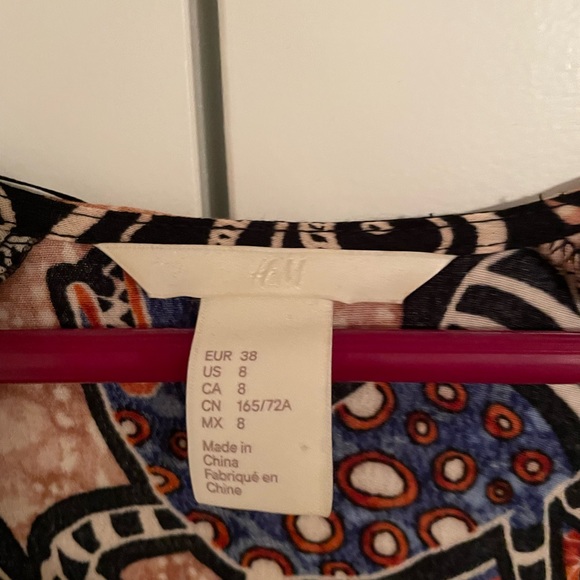 H&M
EUR 38
US 8
CA 8
CN 165/72A
MX 8
Made in
China
Fabriqué en
Chine